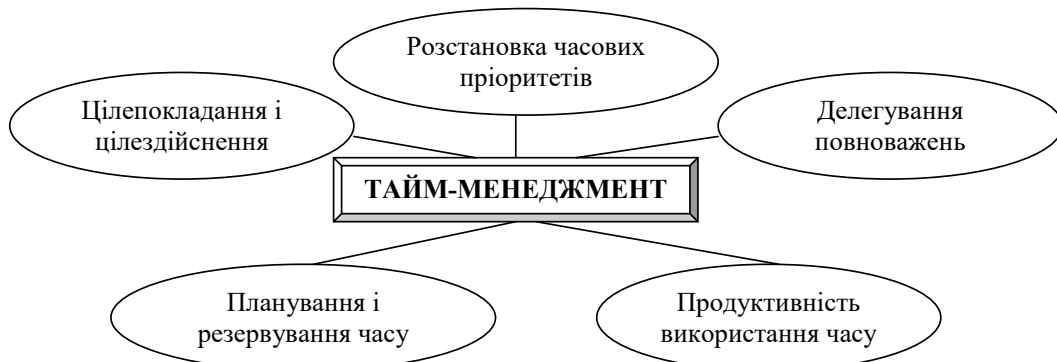 Розстановка часових
пріоритетів
Цілепокладання і
цілездійснення
Делегування
повноважень
ТАЙМ-МЕНЕДЖМЕНТ
Планування і
резервування часу
Продуктивність
використання часу